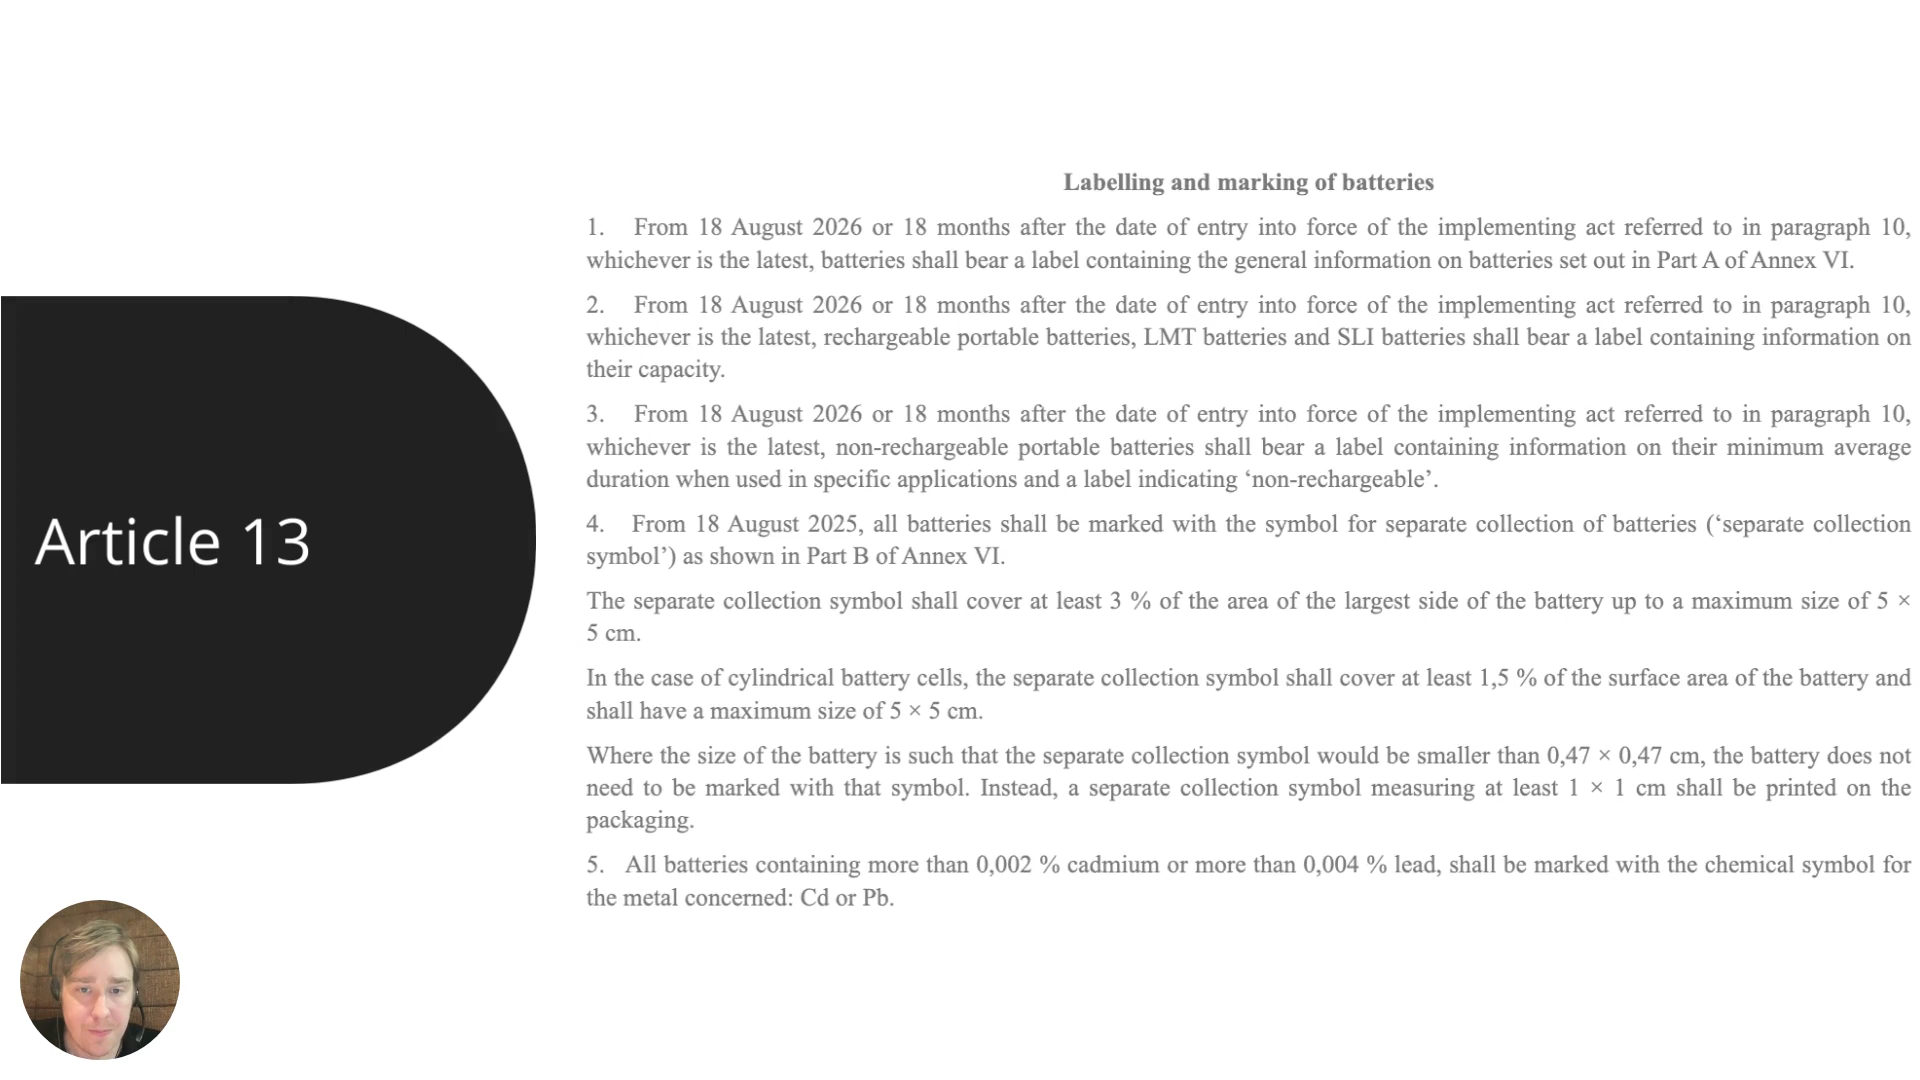 Article 13
Labelling and marking of batteries
1. From 18 August 2026 or 18 months after the date of entry into force of the implementing act referred to in paragraph 10,
whichever is the latest, batteries shall bear a label containing the general information on batteries set out in Part A of Annex VI.
2. From 18 August 2026 or 18 months after the date of entry into force of the implementing act referred to in paragraph 10,
whichever is the latest, rechargeable portable batteries, LMT batteries and SLI batteries shall bear a label containing information on
their capacity.
3. From 18 August 2026 or 18 months after the date of entry into force of the implementing act referred to in paragraph 10,
whichever is the latest, non-rechargeable portable batteries shall bear a label containing information on their minimum average
duration when used in specific applications and a label indicating ‘non-rechargeable’.
4. From 18 August 2025, all batteries shall be marked with the symbol for separate collection of batteries (‘separate collection
symbol’) as shown in Part B of Annex VI.
The separate collection symbol shall cover at least 3 % of the area of the largest side of the battery up to a maximum size of 5 ×
5 cm.
In the case of cylindrical battery cells, the separate collection symbol shall cover at least 1,5 % of the surface area of the battery and
shall have a maximum size of 5 × 5 cm.
Where the size of the battery is such that the separate collection symbol would be smaller than 0,47 × 0,47 cm, the battery does not
need to be marked with that symbol. Instead, a separate collection symbol measuring at least 1 × 1 cm shall be printed on the
packaging.
5. All batteries containing more than 0,002 % cadmium or more than 0,004 % lead, shall be marked with the chemical symbol for
the metal concerned: Cd or Pb.